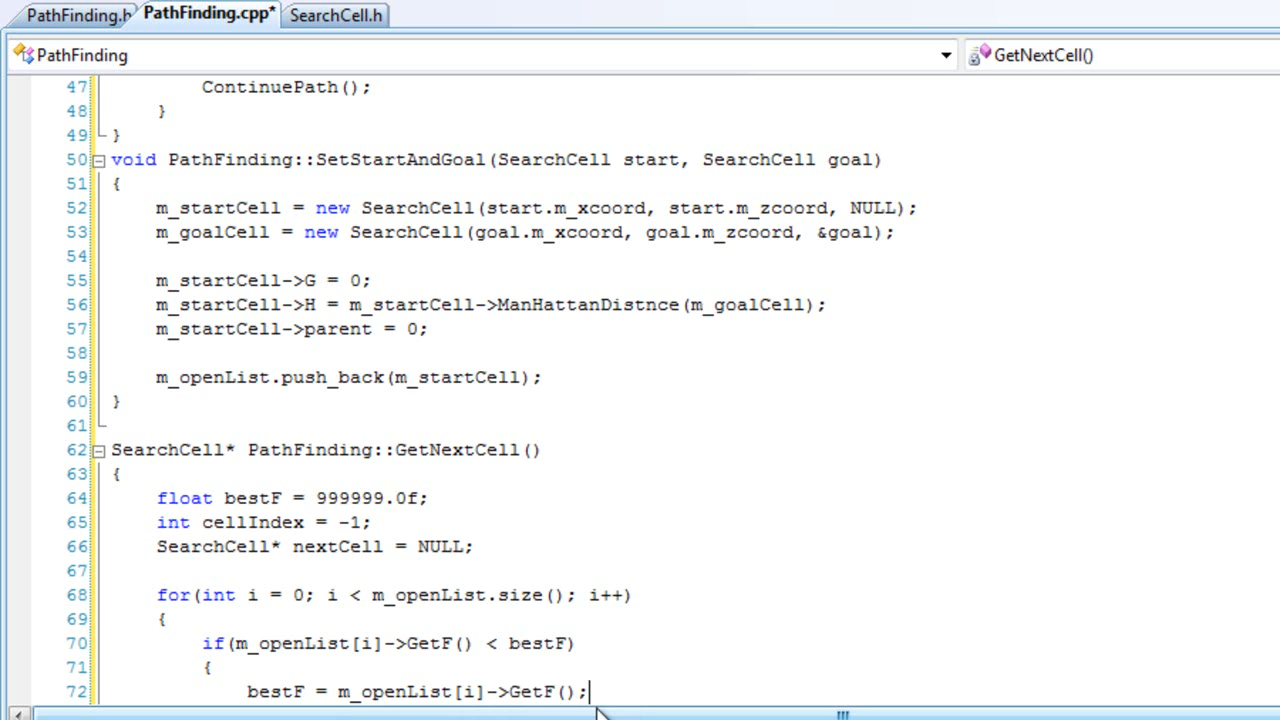 PathFinding.h PathFinding.cpp* SearchCell.h
PathFinding GetNextCell()
47 ContinuePath();
48 }
49 }
50 void PathFinding::SetStartAndGoal(SearchCell start, SearchCell goal)
51 {
52 m_startCell = new SearchCell(start.m_xcoord, start.m_zcoord, NULL);
53 m_goalCell = new SearchCell(goal.m_xcoord, goal.m_zcoord, &goal);
54
55 m_startCell->G = 0;
56 m_startCell->H = m_startCell->ManHattanDistnce(m_goalCell);
57 m_startCell->parent = 0;
58
59 m_openList.push_back(m_startCell);
60 }
61
62 SearchCell* PathFinding::GetNextCell()
63 {
64 float bestF = 999999.0f;
65 int cellIndex = -1;
66 SearchCell* nextCell = NULL;
67
68 for(int i = 0; i < m_openList.size(); i++)
69 {
70 if(m_openList[i]->GetF() < bestF)
71 {
72 bestF = m_openList[i]->GetF();